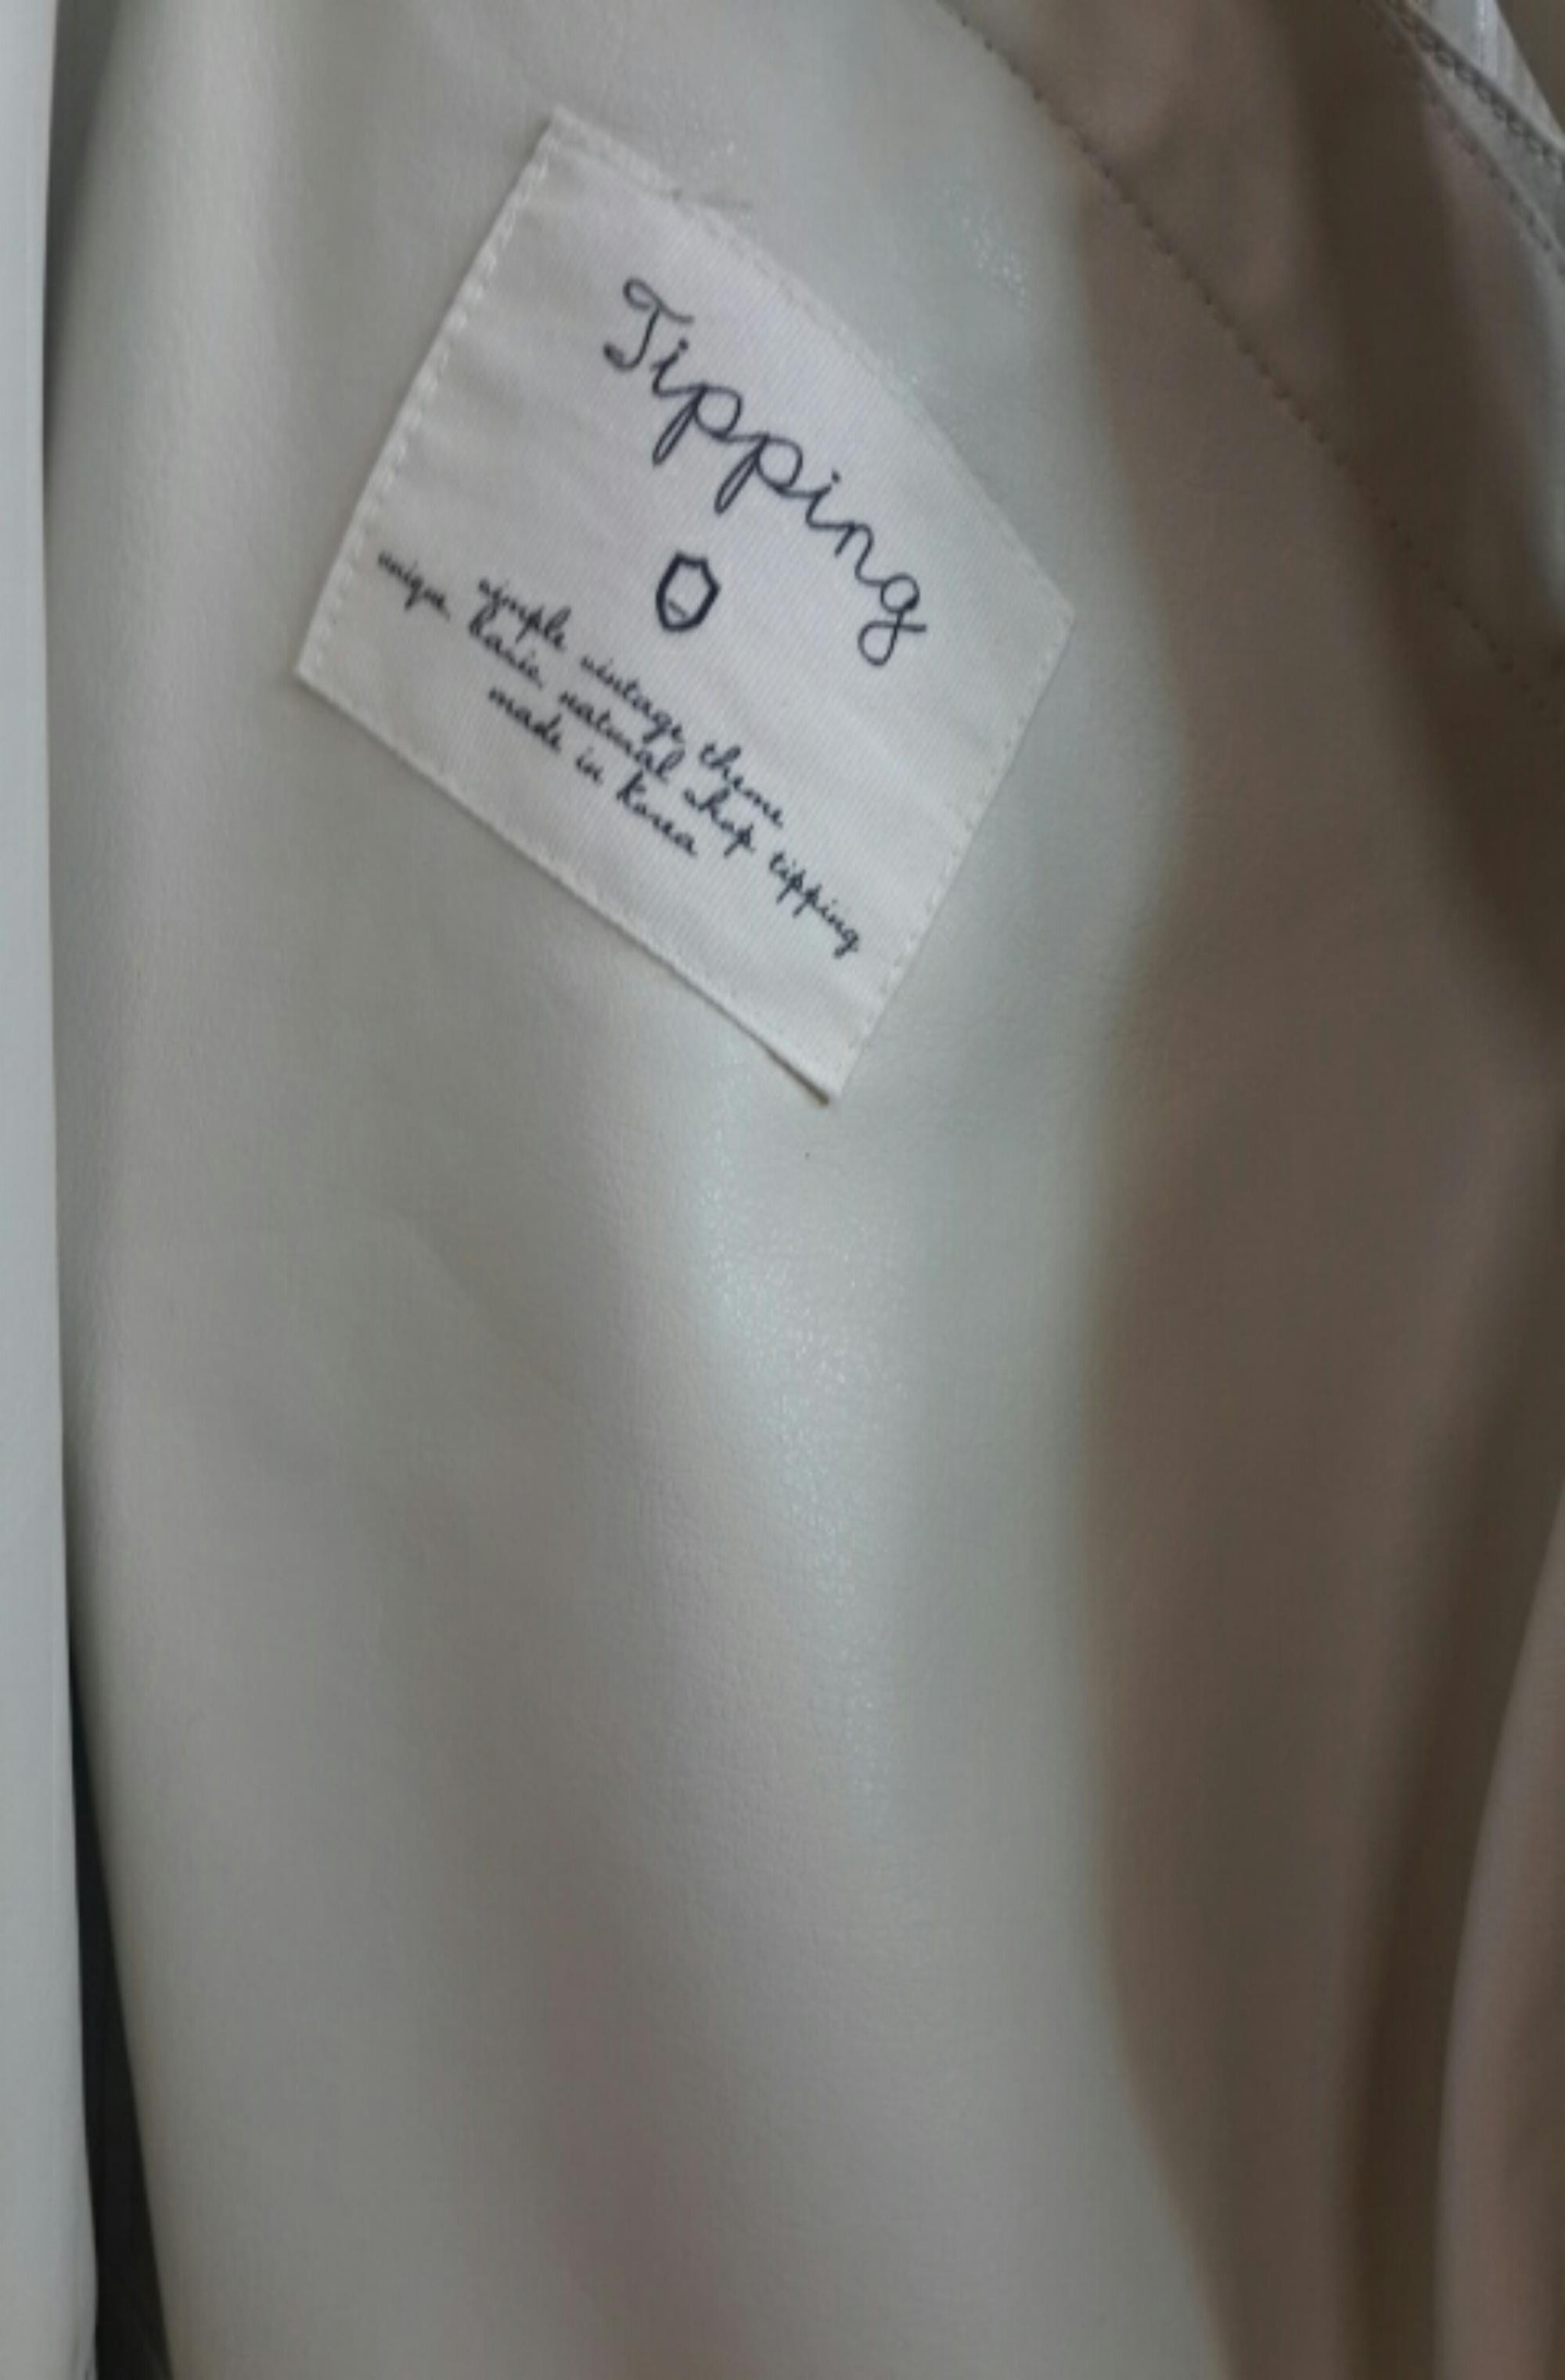 Tipping
simple vintage theme
unique basic natural shop tipping
made in Korea